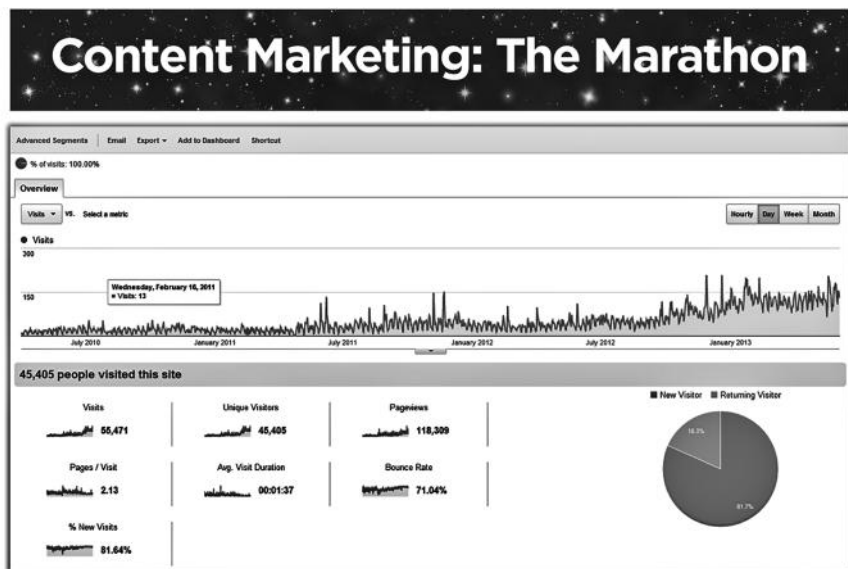 Content Marketing: The Marathon
Advanced Segments Email Export Add to Dashboard Shortcut
% of visits: 100.00%
Overview
Visits vs. Select a metric Hourly Day Week Month
Visits
300
150
Wednesday, February 16, 2011
Visits: 13
July 2010 January 2011 July 2011 January 2012 July 2012 January 2013
45,405 people visited this site
New Visitor Returning Visitor
Visits Unique Visitors Pageviews
55,471 45,405 118,309
Pages / Visit Avg. Visit Duration Bounce Rate
2.13 00:01:37 71.04%
% New Visits
81.64%
18.3%
81.7%